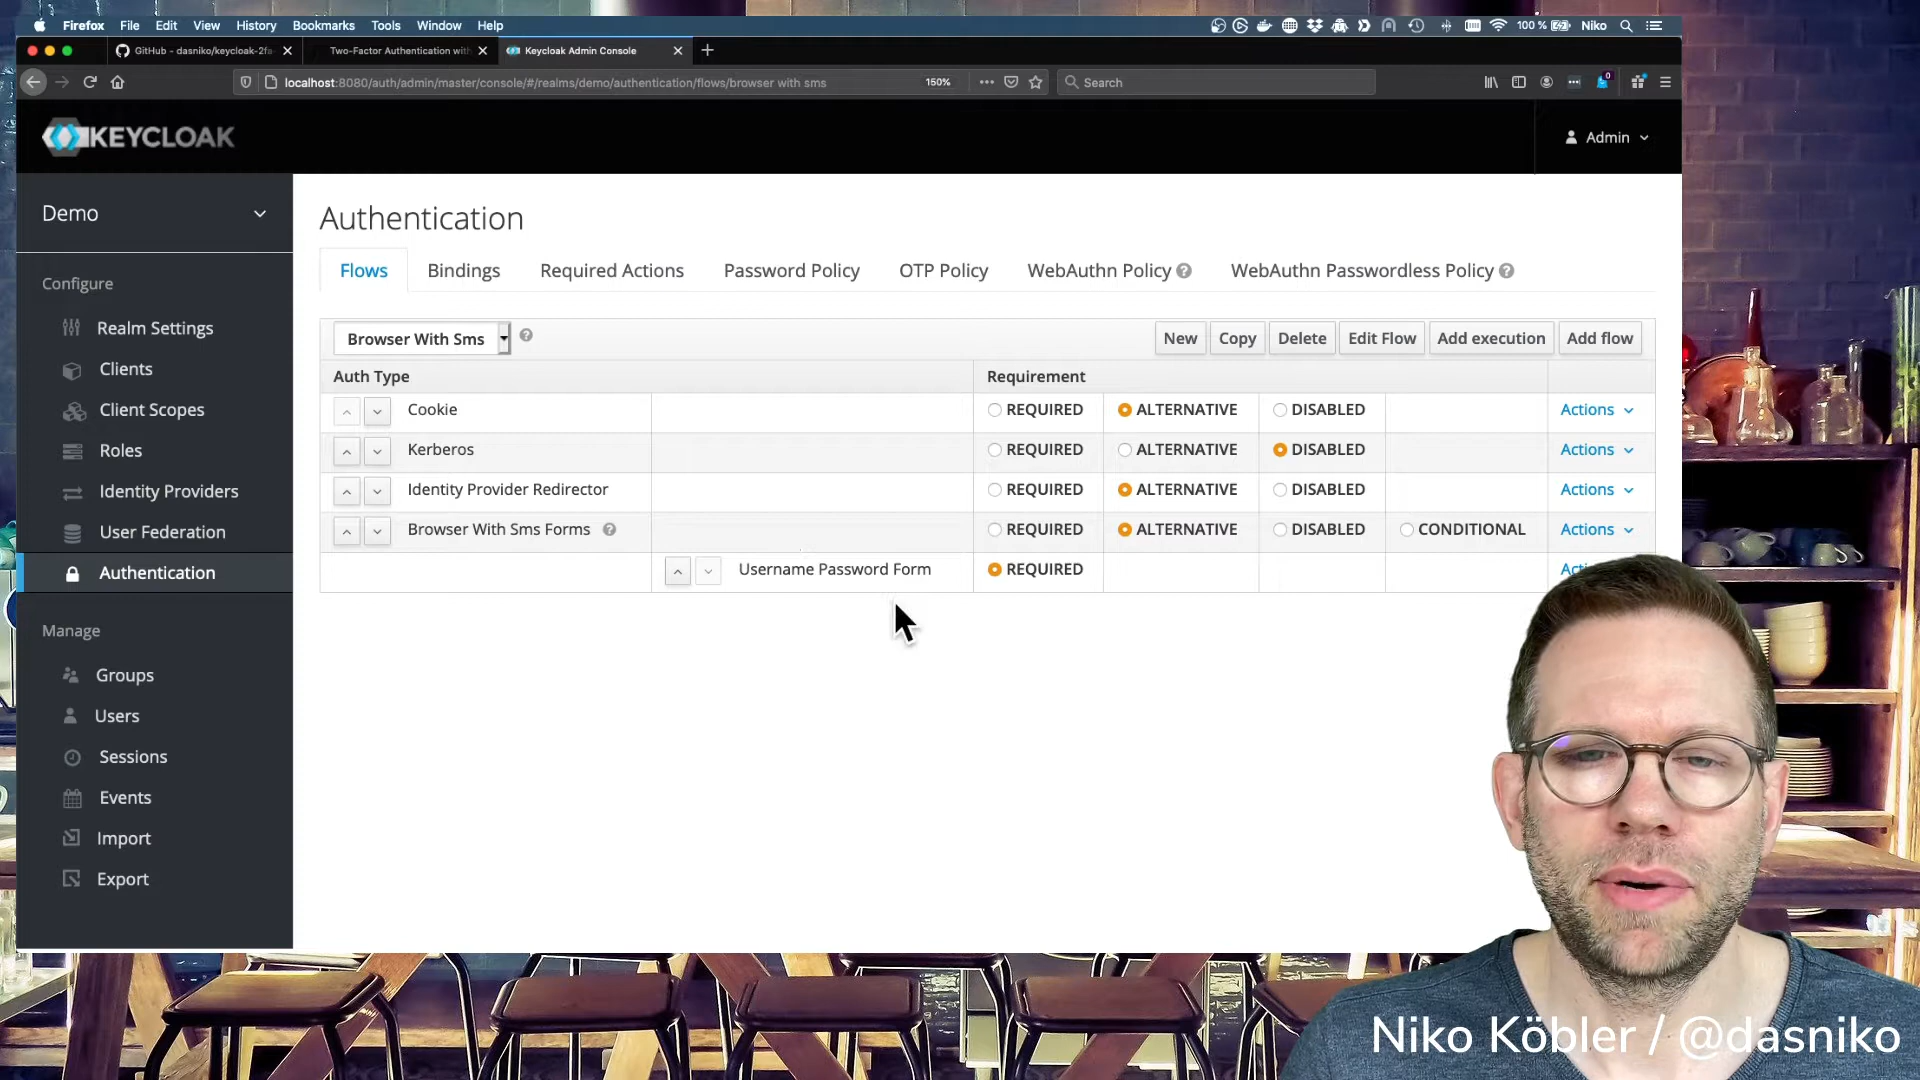 Firefox File Edit View History Bookmarks Tools Window Help 100 % Niko
GitHub - dasniko/keycloak-2fa- Two-Factor Authentication with Keycloak Admin Console
localhost:8080/auth/admin/master/console/#/realms/demo/authentication/flows/browser with sms 150% Search
KEYCLOAK Admin
Demo
Configure
Realm Settings
Clients
Client Scopes
Roles
Identity Providers
User Federation
Authentication
Manage
Groups
Users
Sessions
Events
Import
Export
Authentication
Flows Bindings Required Actions Password Policy OTP Policy WebAuthn Policy WebAuthn Passwordless Policy
Browser With Sms New Copy Delete Edit Flow Add execution Add flow
Auth Type Requirement
Cookie REQUIRED ALTERNATIVE DISABLED Actions
Kerberos REQUIRED ALTERNATIVE DISABLED Actions
Identity Provider Redirector REQUIRED ALTERNATIVE DISABLED Actions
Browser With Sms Forms REQUIRED ALTERNATIVE DISABLED CONDITIONAL Actions
Username Password Form REQUIRED
Niko Köbler / @dasniko